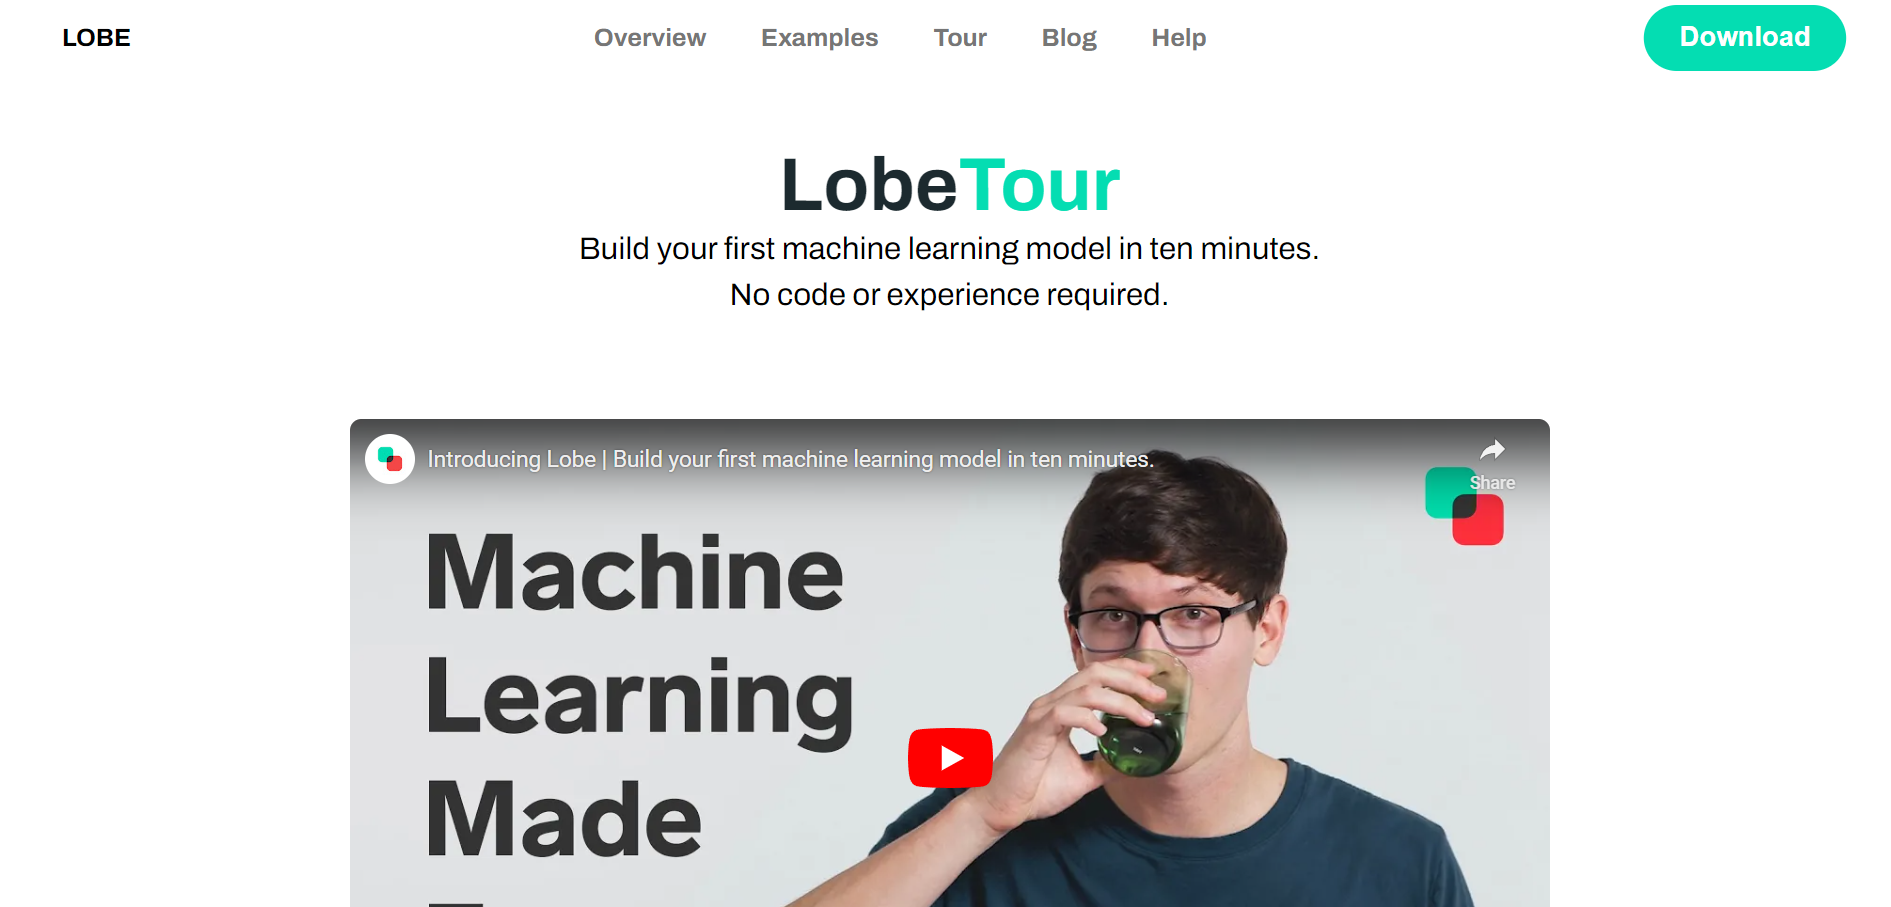 LOBE
Overview Examples Tour Blog Help
Download
LobeTour
Build your first machine learning model in ten minutes.
No code or experience required.
Introducing Lobe | Build your first machine learning model in ten minutes.
Share
Machine
Learning
Made